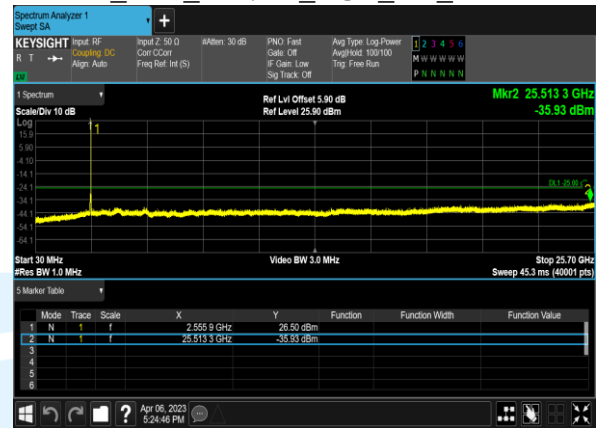 Spectrum Analyzer 1
Swept SA
KEYSIGHT Input: RF Input Z: 50 Ω #Atten: 30 dB PNO: Fast Avg Type: Log-Power 1 2 3 4 5 6
R T Coupling: DC Corr CCorr Gate: Off Avg|Hold: 100/100 M W W W W W
Align: Auto Freq Ref: Int (S) IF Gain: Low Trig: Free Run
Sig Track: Off P N N N N N
1 Spectrum Ref Lvl Offset 5.90 dB Mkr2 25.513 3 GHz
Scale/Div 10 dB Ref Level 25.90 dBm -35.93 dBm
Log
15.9
5.90
-4.10
-14.1
-24.1
-34.1
-44.1
-54.1
-64.1
1
Start 30 MHz Video BW 3.0 MHz Stop 25.70 GHz
#Res BW 1.0 MHz Sweep 45.3 ms (40001 pts)
5 Marker Table
Mode Trace Scale X Y Function Function Width Function Value
1 N 1 f 2.555 9 GHz 26.50 dBm
2 N 1 f 25.513 3 GHz -35.93 dBm
3
4
5
6
? Apr 06, 2023
5:24:46 PM